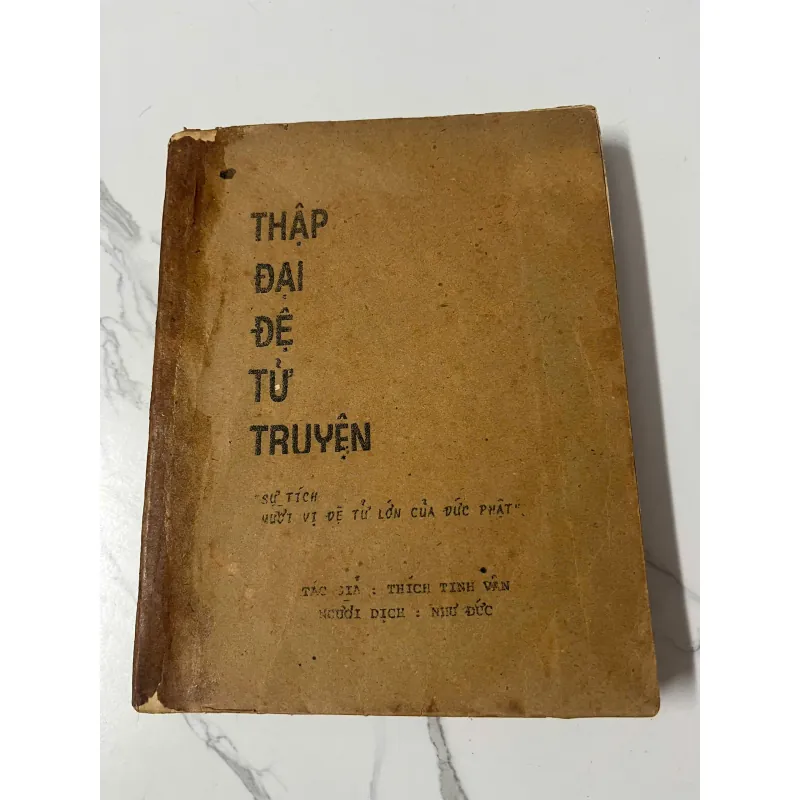 THẬP
ĐẠI
ĐỆ
TỬ
TRUYỆN
"SỰ TÍCH
MƯỜI VỊ ĐỆ TỬ LỚN CỦA ĐỨC PHẬT".
TÁC GIẢ : THÍCH TINH VÂN
NGƯỜI DỊCH : NHƯ ĐỨC